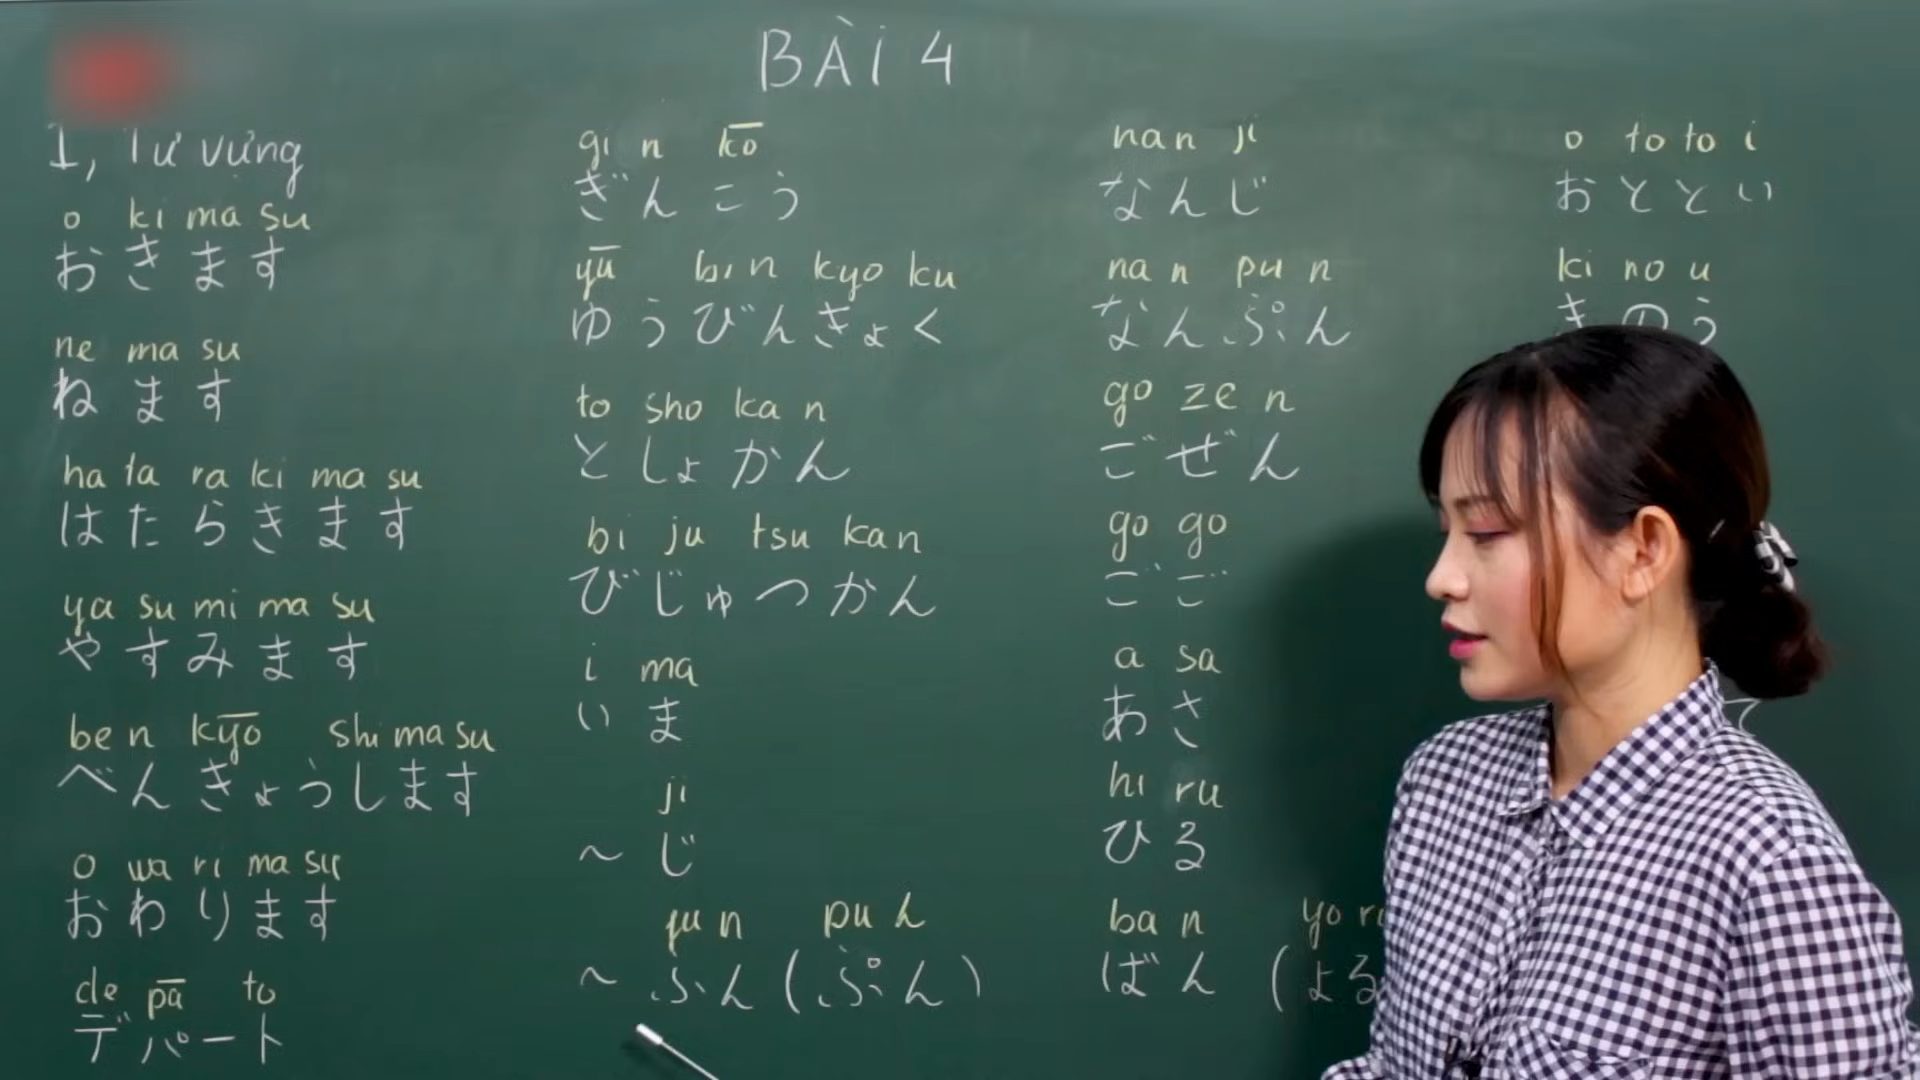 BÀI 4
1, Từ vựng
o ki ma su
おきます
ne ma su
ねます
ha ta ra ki ma su
はたらきます
ya su mi ma su
やすみます
be n kyō shi ma su
べんきょうします
o wa ri ma su
おわります
de pā to
デパート
gi n kō
ぎんこう
yū bi n kyo ku
ゆうびんきょく
to sho ka n
としょかん
bi ju tsu ka n
びじゅつかん
i ma
いま
ji
~じ
fu n pu n
~ふん(ぷん)
na n ji
なんじ
na n pu n
なんぷん
go ze n
ごぜん
go go
ごご
a sa
あさ
hi ru
ひる
ba n yo
ばん (よる
o to to i
おととい
ki no u
きのう